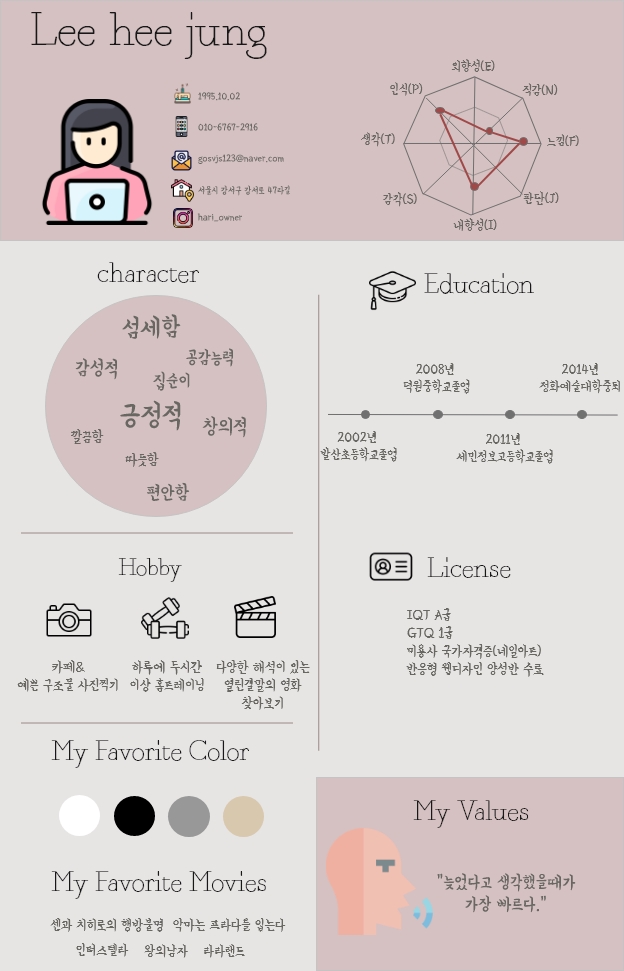 Lee hee jung
1995.10.02
010-6767-2916
gosvjs123@naver.com
서울시 강서구 강서로 47라길
hari_owner
외향성(E)
인식(P)
직감(N)
생각(T)
느낌(F)
감각(S)
판단(J)
내향성(I)
character
섬세함
감성적
공감능력
집순이
긍정적
창의적
깔끔함
따듯함
편안함
Education
2008년
덕원중학교졸업
2014년
정화예술대학중퇴
2002년
발산초등학교졸업
2011년
세민정보고등학교졸업
Hobby
카페&
예쁜 구조물 사진찍기
하루에 두시간
이상 홈트레이닝
다양한 해석이 있는
열린결말의 영화
찾아보기
License
IQT A급
GTQ 1급
미용사 국가자격증(네일아트)
반응형 웹디자인 양성반 수료
My Favorite Color
My Favorite Movies
센과 치히로의 행방불명 악마는 프라다를 입는다
인터스텔라 왕의남자 라라랜드
My Values
"늦었다고 생각했을때가
가장 빠르다."